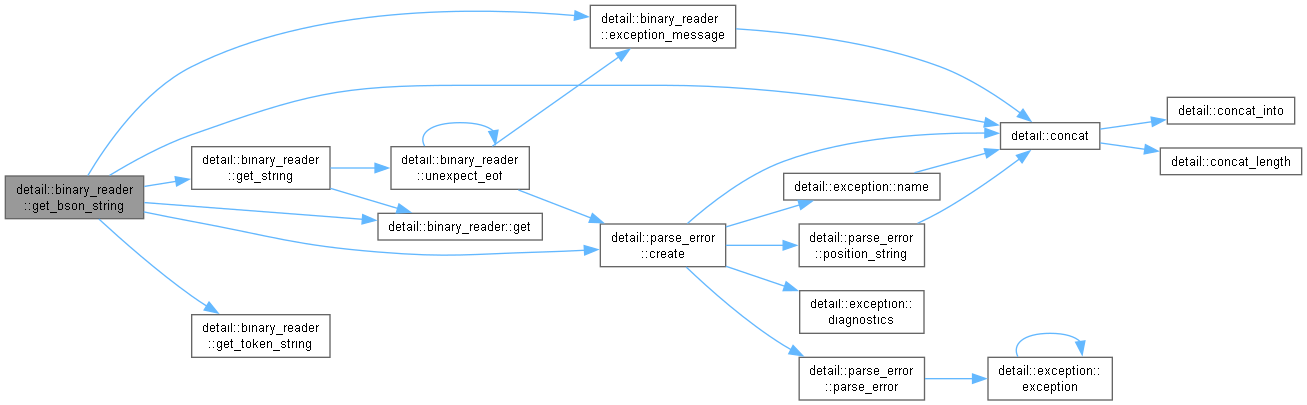 detail::binary_reader
::exception_message
detail::concat_into
detail::concat
detail::binary_reader
::get_string
detail::binary_reader
::unexpect_eof
detail::concat_length
detail::binary_reader
::get_bson_string
detail::exception::name
detail::binary_reader::get
detail::parse_error
::create
detail::parse_error
::position_string
detail::exception::
diagnostics
detail::binary_reader
::get_token_string
detail::parse_error
::parse_error
detail::exception::
exception